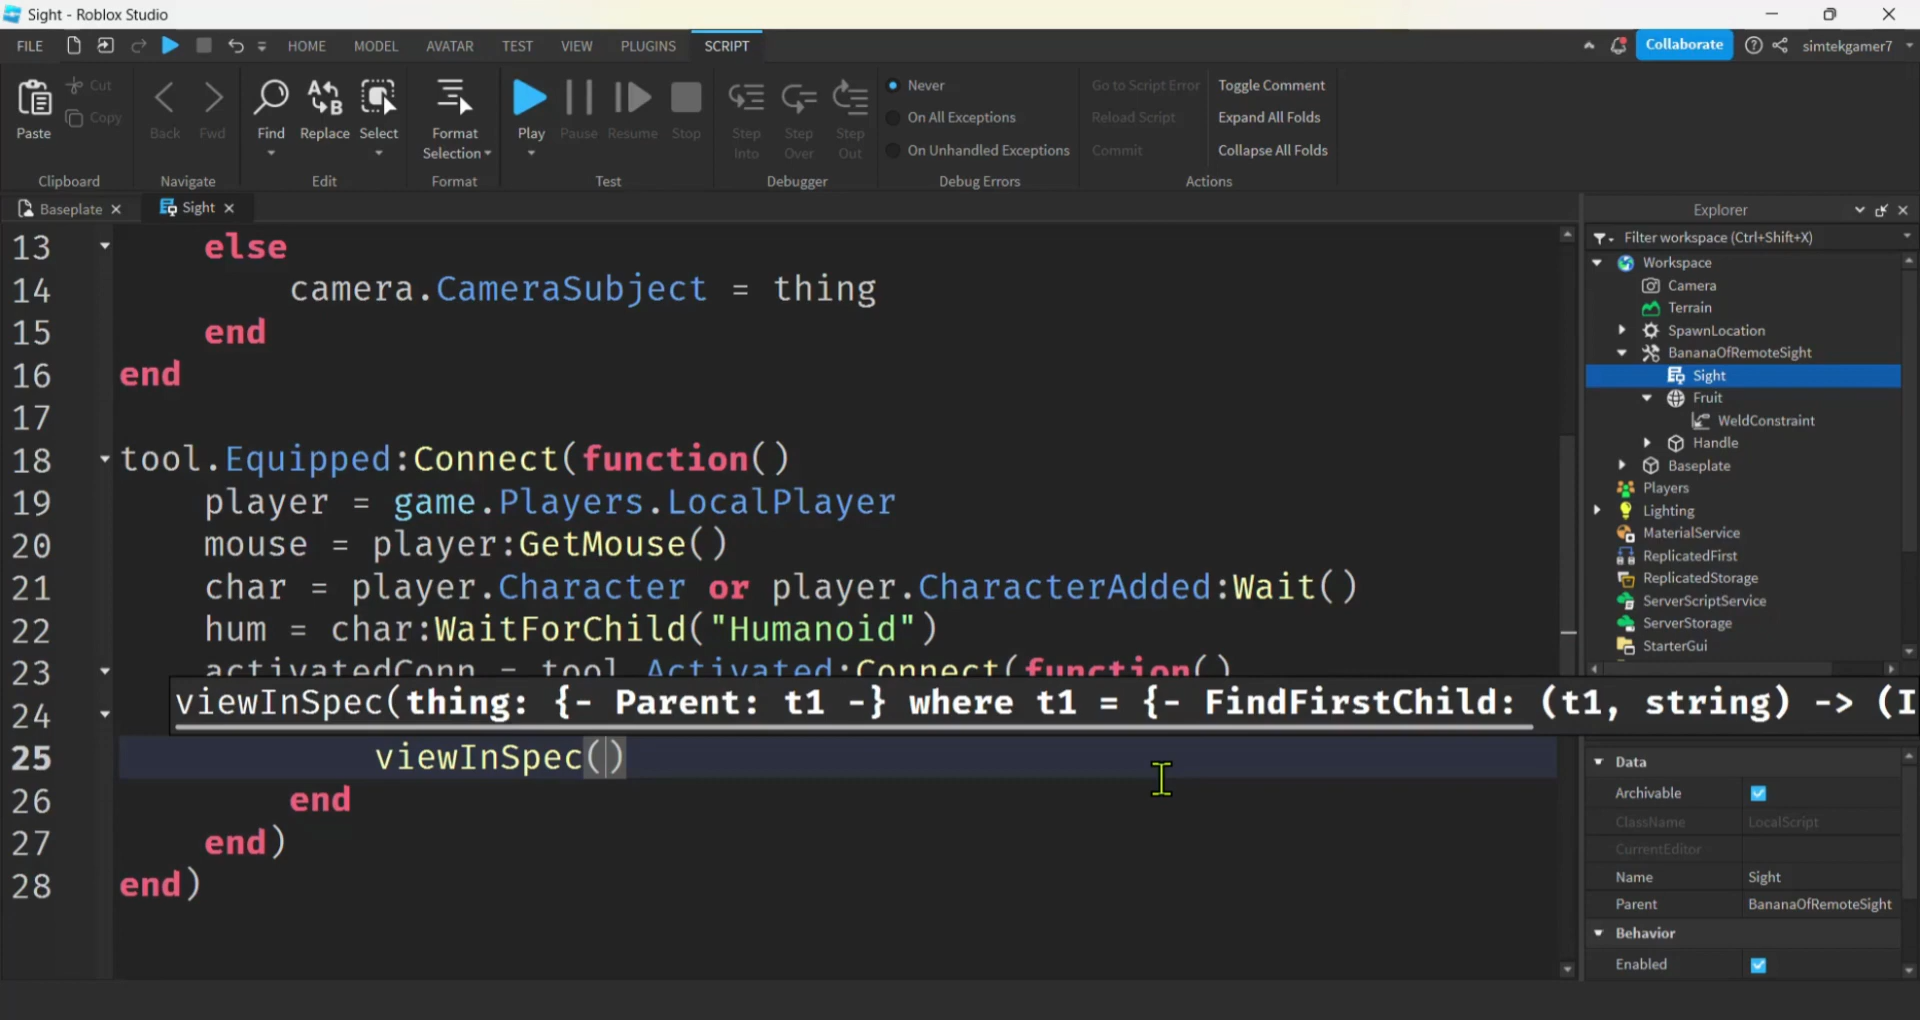 Sight - Roblox Studio
FILE HOME MODEL AVATAR TEST VIEW PLUGINS SCRIPT Collaborate simtekgamer7
Paste Cut Copy Back Fwd Find Replace Select Format Selection Play Pause Resume Stop Step Into Step Over Step Out
Never
On All Exceptions
On Unhandled Exceptions
Go to Script Error
Reload Script
Commit
Toggle Comment
Expand All Folds
Collapse All Folds
Clipboard Navigate Edit Format Test Debugger Debug Errors Actions
Baseplate Sight
13 else
14 camera.CameraSubject = thing
15 end
16 end
17
18 tool.Equipped:Connect(function()
19 player = game.Players.LocalPlayer
20 mouse = player:GetMouse()
21 char = player.Character or player.CharacterAdded:Wait()
22 hum = char:WaitForChild("Humanoid")
23 activatedConn = tool.Activated:Connect(function()
24 viewInSpec(thing: {- Parent: t1 -} where t1 = {- FindFirstChild: (t1, string) -> (I
25 viewInSpec()
26 end
27 end)
28 end)
Explorer
Filter workspace (Ctrl+Shift+X)
Workspace
Camera
Terrain
SpawnLocation
BananaOfRemoteSight
Sight
Fruit
WeldConstraint
Handle
Baseplate
Players
Lighting
MaterialService
ReplicatedFirst
ReplicatedStorage
ServerScriptService
ServerStorage
StarterGui
Data
Archivable
ClassName LocalScript
CurrentEditor
Name Sight
Parent BananaOfRemoteSight
Behavior
Enabled